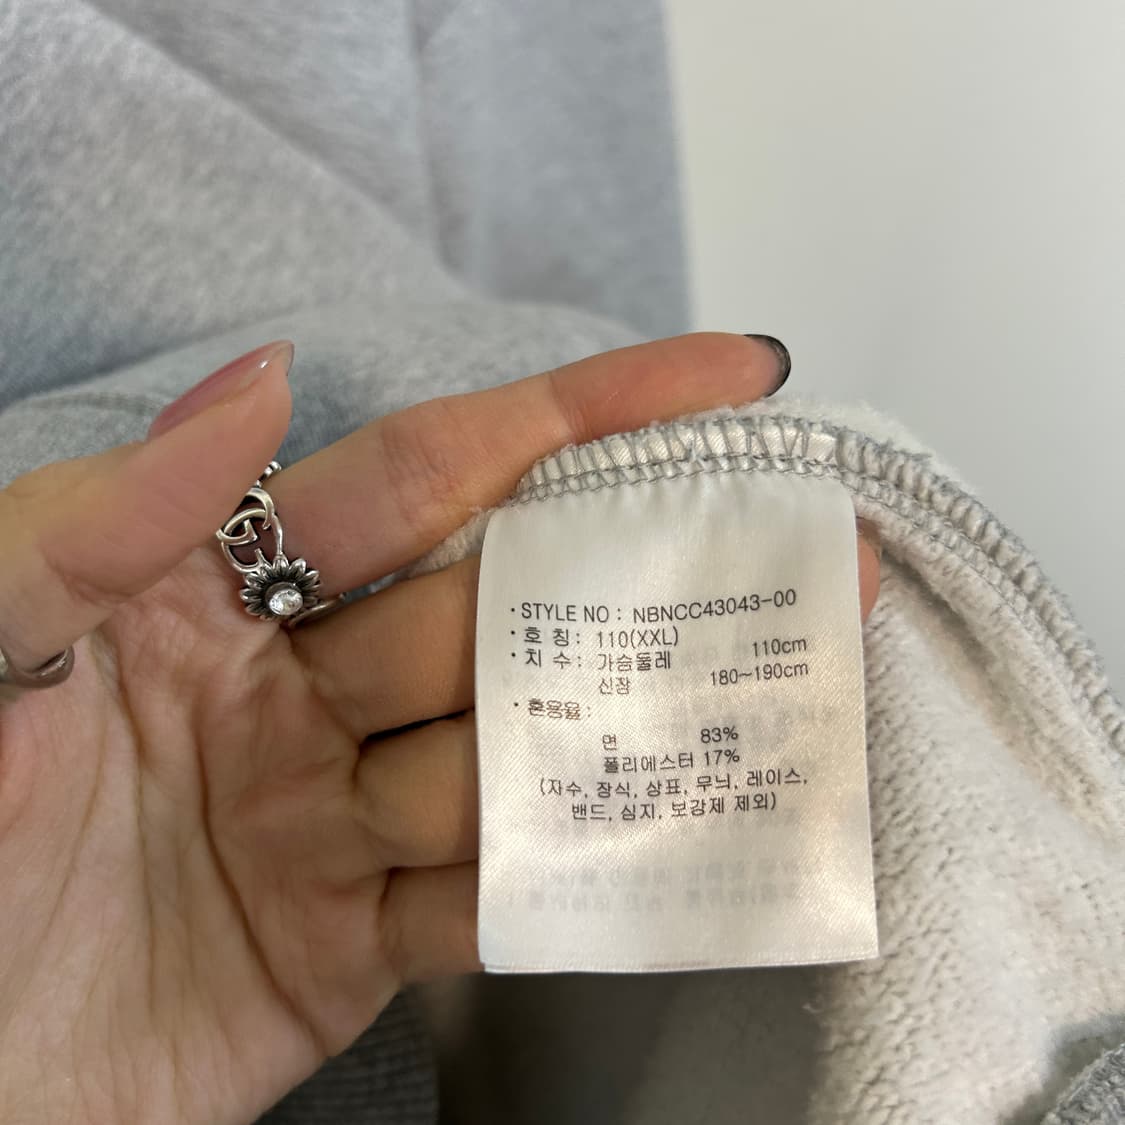 · STYLE NO : NBNCC43043-00
· 호 칭 : 110(XXL)
· 치 수 : 가슴둘레 110cm
신장 180~190cm
· 혼용율 :
면 83%
폴리에스터 17%
(자수, 장식, 상표, 무늬, 레이스,
밴드, 심지, 보강제 제외)